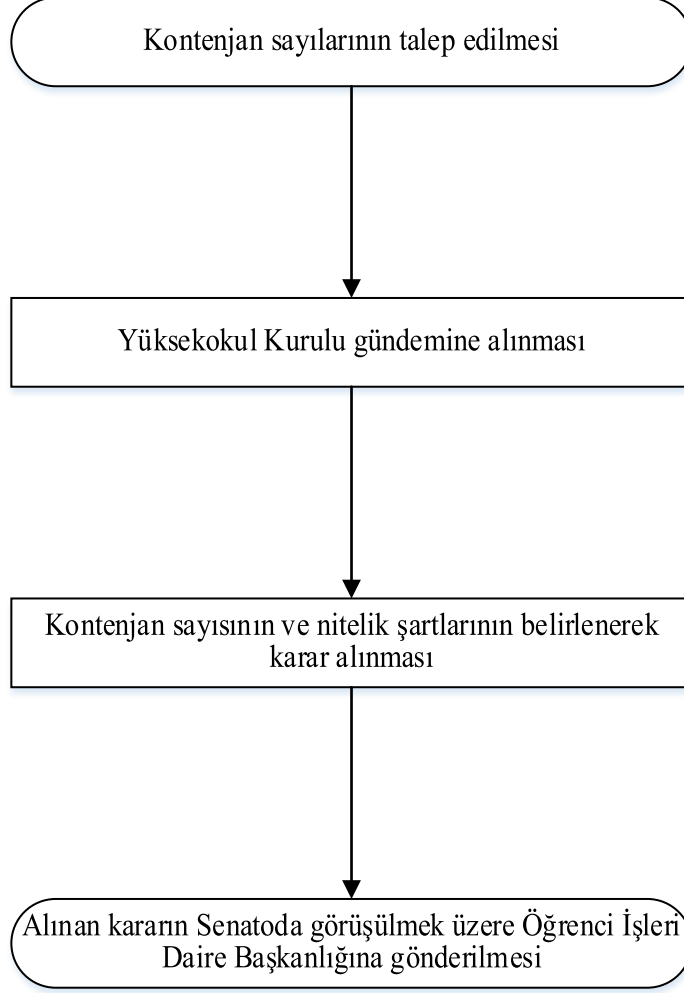 Kontenjan sayılarının talep edilmesi
Yüksekokul Kurulu gündemine alınması
Kontenjan sayısının ve nitelik şartlarının belirlenerek
karar alınması
Alınan kararın Senatoda görüşülmek üzere Öğrenci İşleri
Daire Başkanlığına gönderilmesi